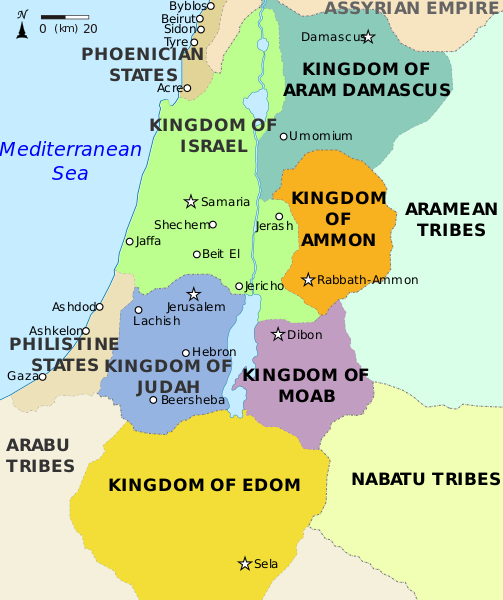 Byblos
ASSYRIAN EMPIRE
N
0 (km) 20
Beirut
Sidon
Damascus
Tyre
PHOENICIAN
STATES
KINGDOM OF
ARAM DAMASCUS
Acre
KINGDOM OF
ISRAEL
Umomium
Mediterranean
Sea
Samaria
KINGDOM
OF
AMMON
ARAMEAN
TRIBES
Shechem
Jerash
Jaffa
Beit El
Rabbath-Ammon
Jericho
Ashdod
Jerusalem
Lachish
Ashkelon
Dibon
PHILISTINE
STATES
Hebron
KINGDOM OF
JUDAH
Gaza
KINGDOM OF
MOAB
Beersheba
ARABU
TRIBES
KINGDOM OF EDOM
NABATU TRIBES
Sela